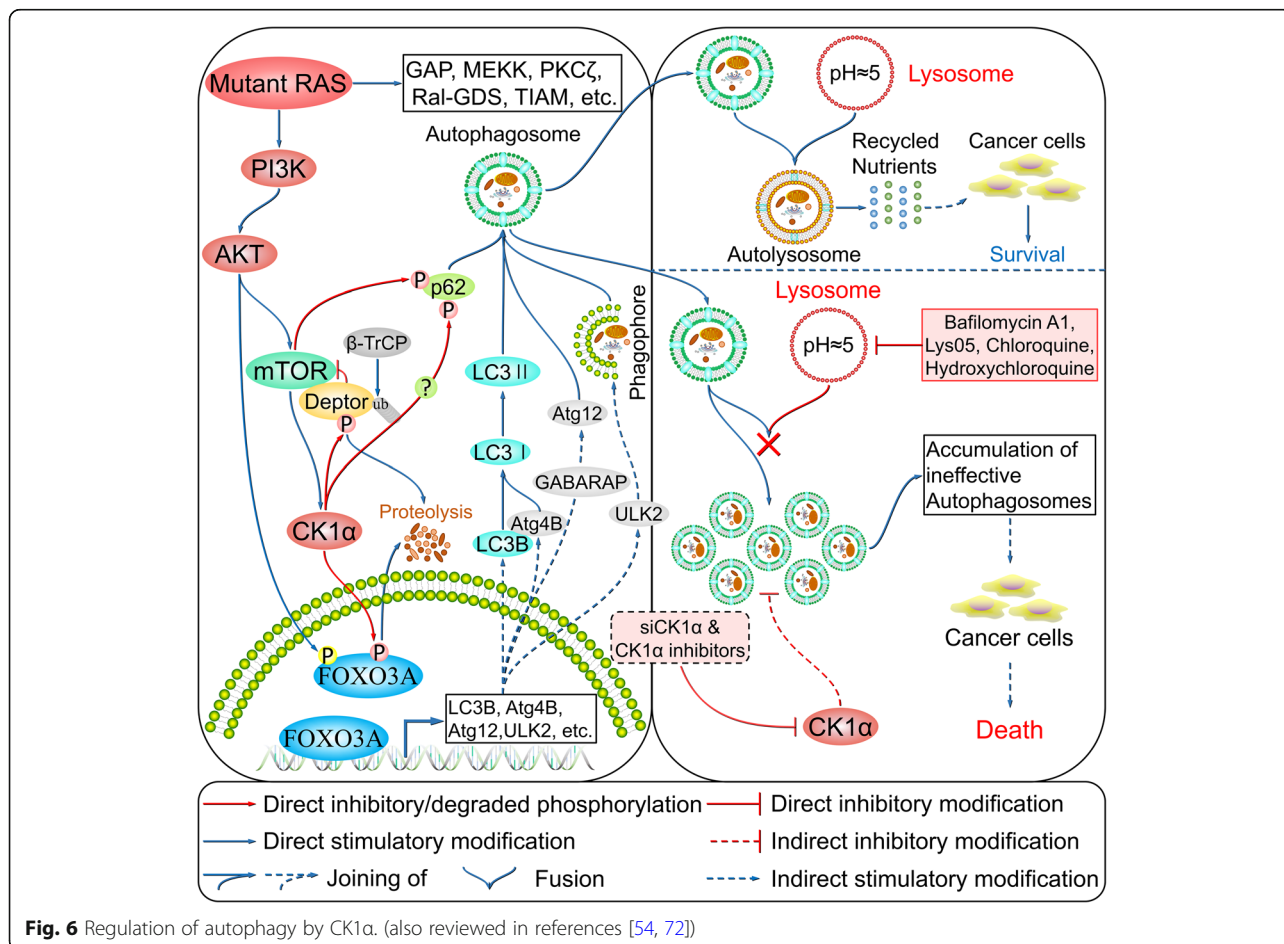 Mutant RAS
GAP, MEKK, PKCζ,
Ral-GDS, TIAM, etc.
PI3K
AKT
Autophagosome
P
p62
P
β-TrCP
mTOR
Deptor
ub
P
?
CK1α
Proteolysis
LC3 II
LC3 I
LC3B
Atg4B
Atg12
GABARAP
ULK2
Phagophore
P
P
FOXO3A
FOXO3A
LC3B, Atg4B,
Atg12,ULK2, etc.
pH≈5
Lysosome
Recycled
Nutrients
Cancer cells
Autolysosome
Survival
Lysosome
pH≈5
Bafilomycin A1,
Lys05, Chloroquine,
Hydroxychloroquine
Accumulation of
ineffective
Autophagosomes
Cancer cells
Death
siCK1α &
CK1α inhibitors
CK1α
Direct inhibitory/degraded phosphorylation
Direct inhibitory modification
Direct stimulatory modification
Indirect inhibitory modification
Joining of
Fusion
Indirect stimulatory modification
Fig. 6 Regulation of autophagy by CK1α. (also reviewed in references [54, 72])